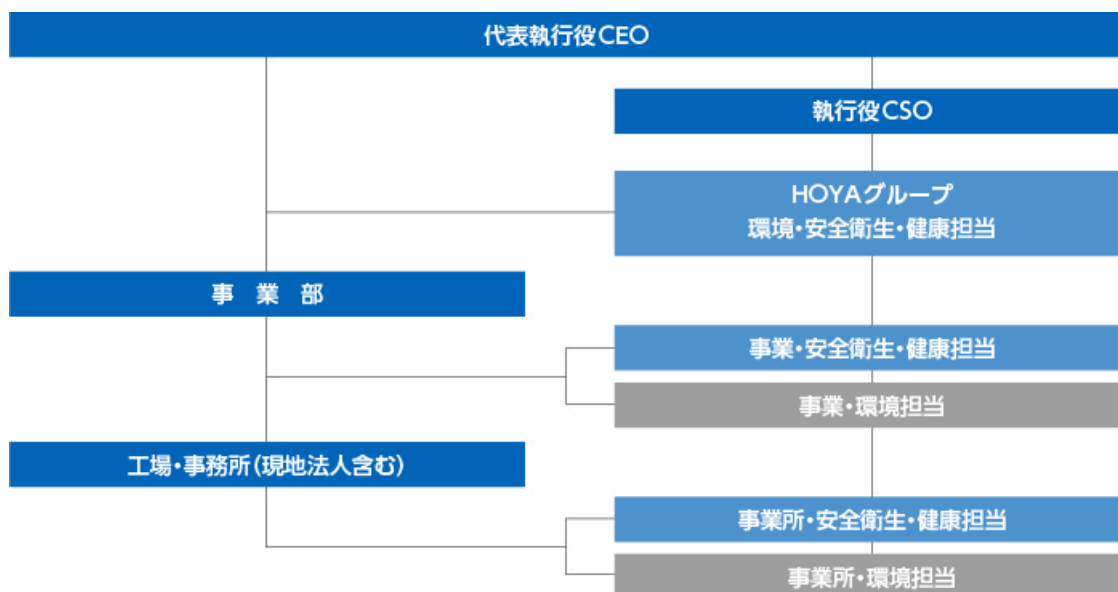 代表執行役CEO
執行役CSO
HOYAグループ
環境・安全衛生・健康担当
事 業 部
事業・安全衛生・健康担当
事業・環境担当
工場・事務所(現地法人含む)
事業所・安全衛生・健康担当
事業所・環境担当